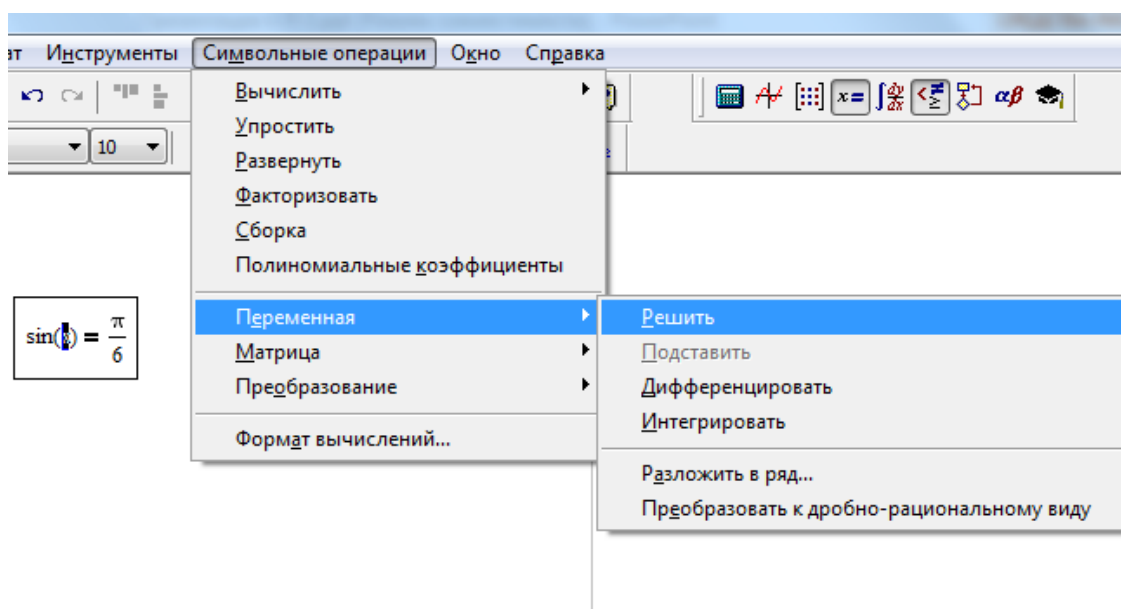 ат Инструменты Символьные операции Окно Справка
αβ
10
Вычислить
Упростить
Развернуть
Факторизовать
Сборка
Полиномиальные коэффициенты
Переменная
Матрица
Преобразование
Формат вычислений...
Решить
Подставить
Дифференцировать
Интегрировать
Разложить в ряд...
Преобразовать к дробно-рациональному виду
sin(x) = π/6